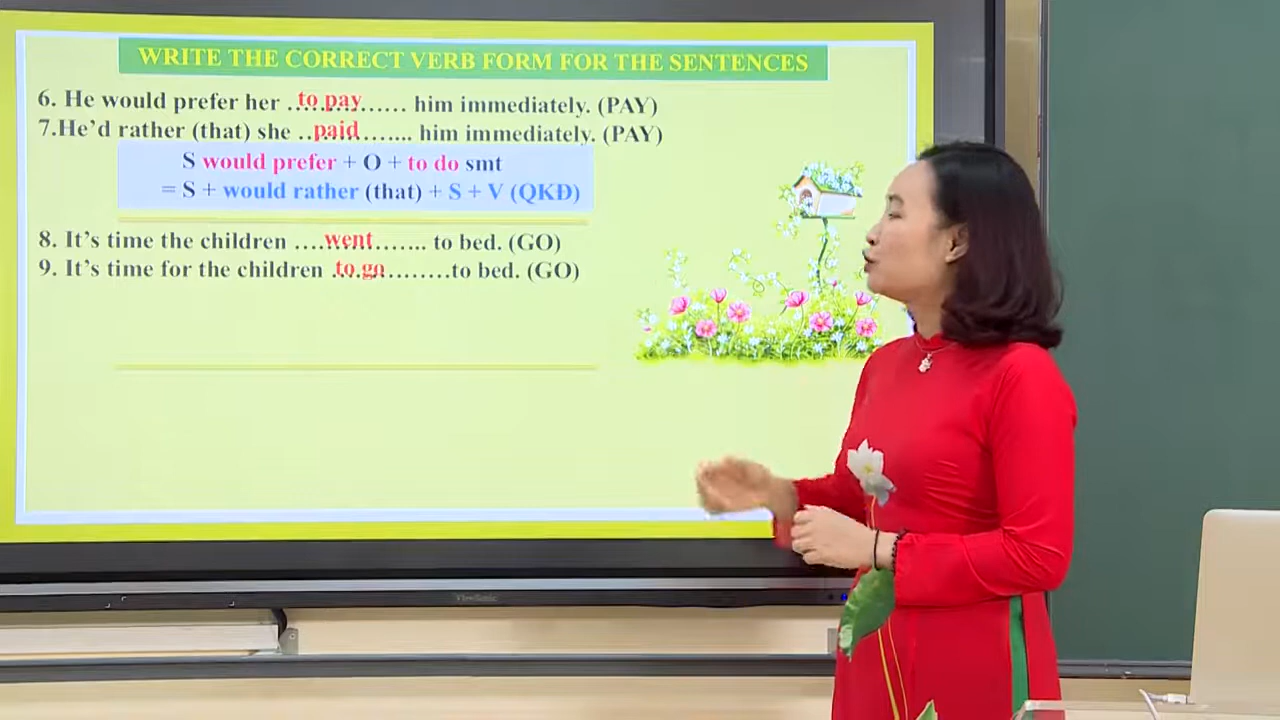 WRITE THE CORRECT VERB FORM FOR THE SENTENCES
6. He would prefer her …to pay…… him immediately. (PAY)
7.He’d rather (that) she ..paid….... him immediately. (PAY)
S would prefer + O + to do smt
= S + would rather (that) + S + V (QKĐ)
8. It’s time the children ….went…….. to bed. (GO)
9. It’s time for the children .to go………to bed. (GO)
ViewSonic